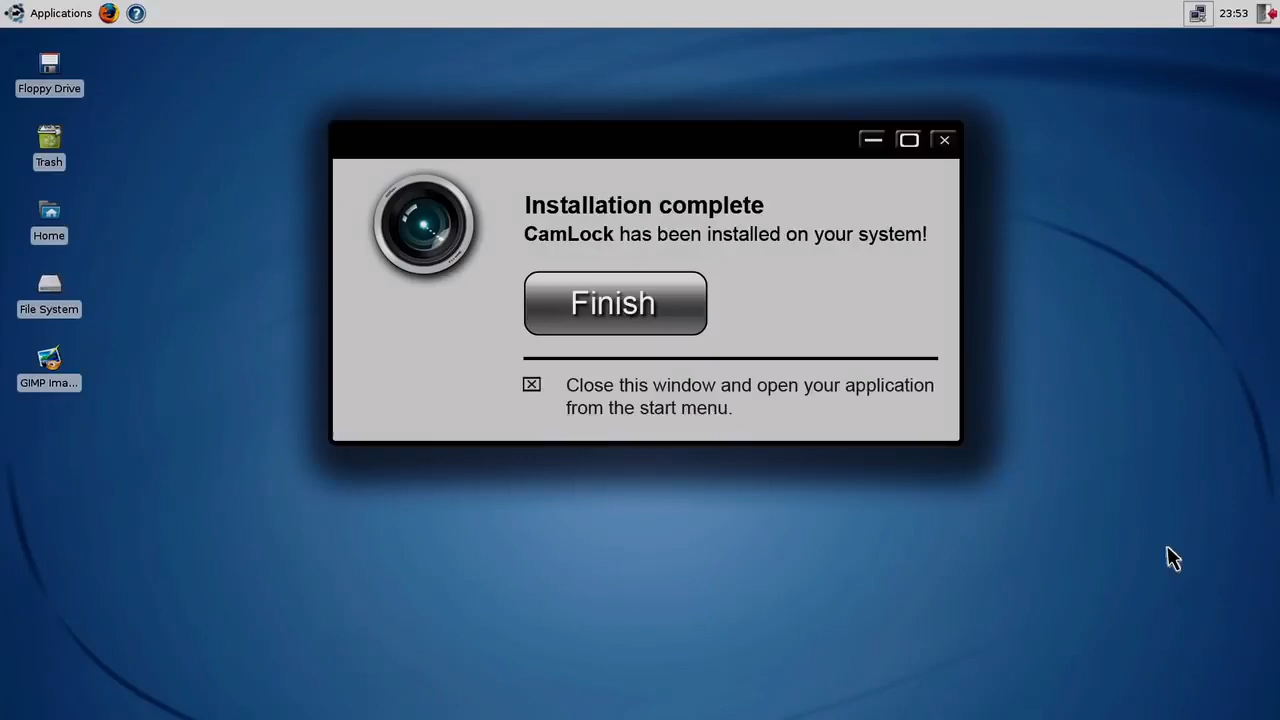 Applications
23:53
Floppy Drive
Trash
Home
File System
GIMP Ima...
Installation complete
CamLock has been installed on your system!
Finish
Close this window and open your application
from the start menu.